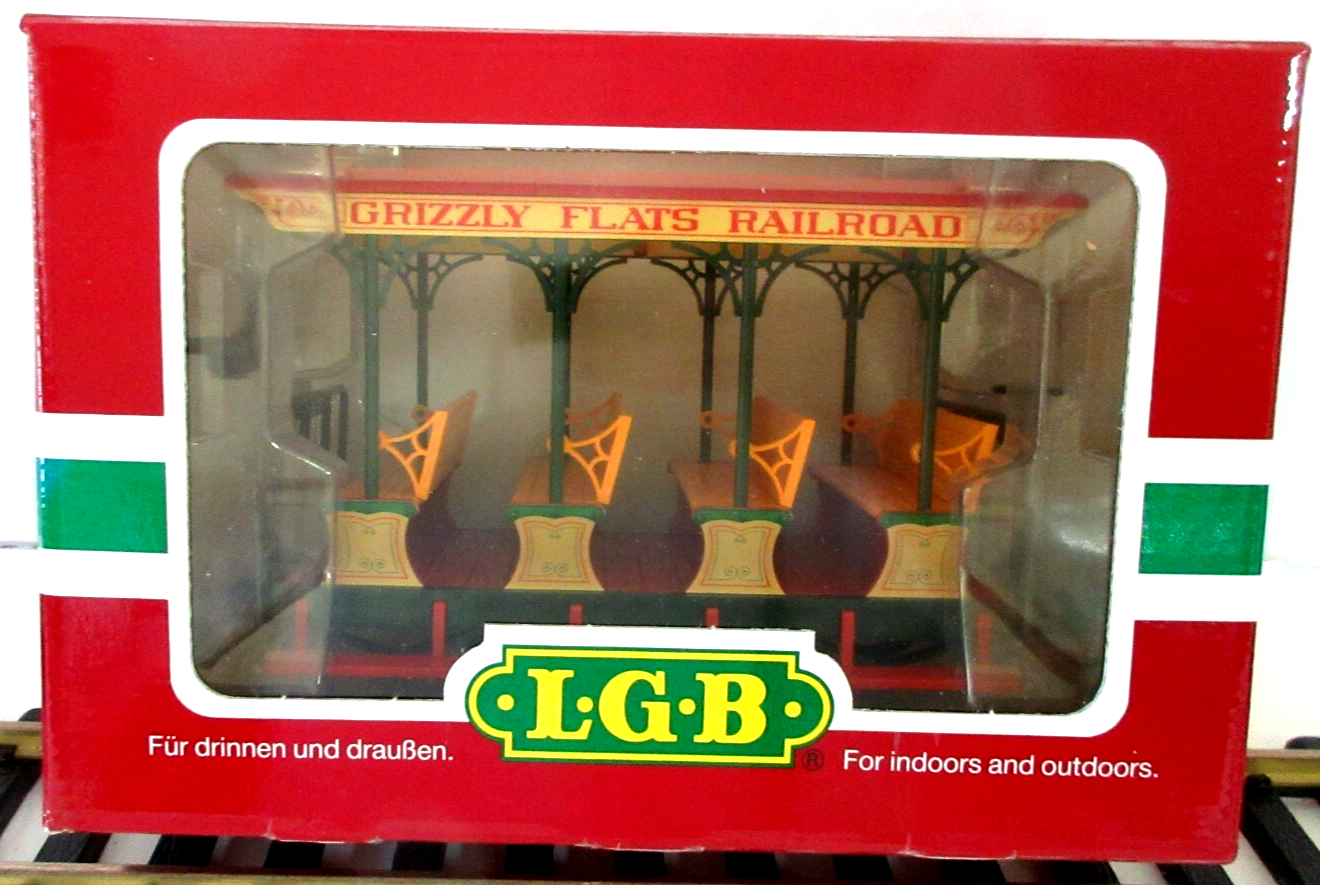 GRIZZLY FLATS RAILROAD
L·G·B ®
Für drinnen und draußen.
For indoors and outdoors.